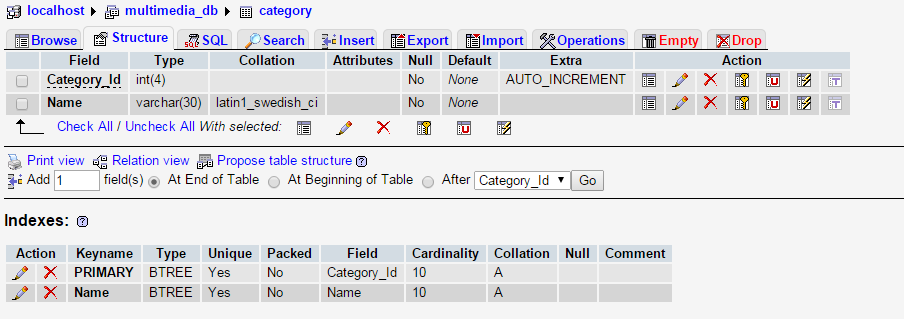 localhost multimedia_db category
Browse Structure SQL Search Insert Export Import Operations Empty Drop
Field Type Collation Attributes Null Default Extra Action
Category_Id int(4) No None AUTO_INCREMENT
Name varchar(30) latin1_swedish_ci No None
Check All / Uncheck All With selected:
Print view Relation view Propose table structure
Add 1 field(s) At End of Table At Beginning of Table After Category_Id Go
Indexes:
Action Keyname Type Unique Packed Field Cardinality Collation Null Comment
PRIMARY BTREE Yes No Category_Id 10 A
Name BTREE Yes No Name 10 A